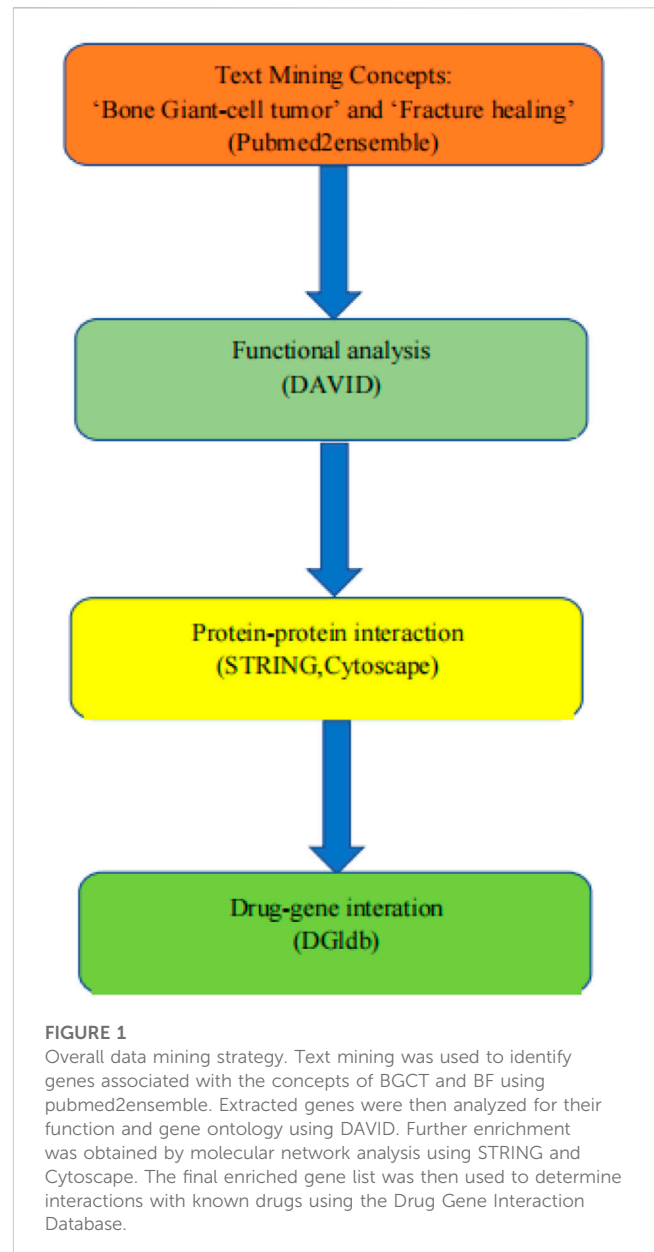 Text Mining Concepts:
‘Bone Giant-cell tumor’ and ‘Fracture healing’
(Pubmed2ensemble)
Functional analysis
(DAVID)
Protein-protein interaction
(STRING,Cytoscape)
Drug-gene interation
(DGldb)
FIGURE 1
Overall data mining strategy. Text mining was used to identify
genes associated with the concepts of BGCT and BF using
pubmed2ensemble. Extracted genes were then analyzed for their
function and gene ontology using DAVID. Further enrichment
was obtained by molecular network analysis using STRING and
Cytoscape. The final enriched gene list was then used to determine
interactions with known drugs using the Drug Gene Interaction
Database.